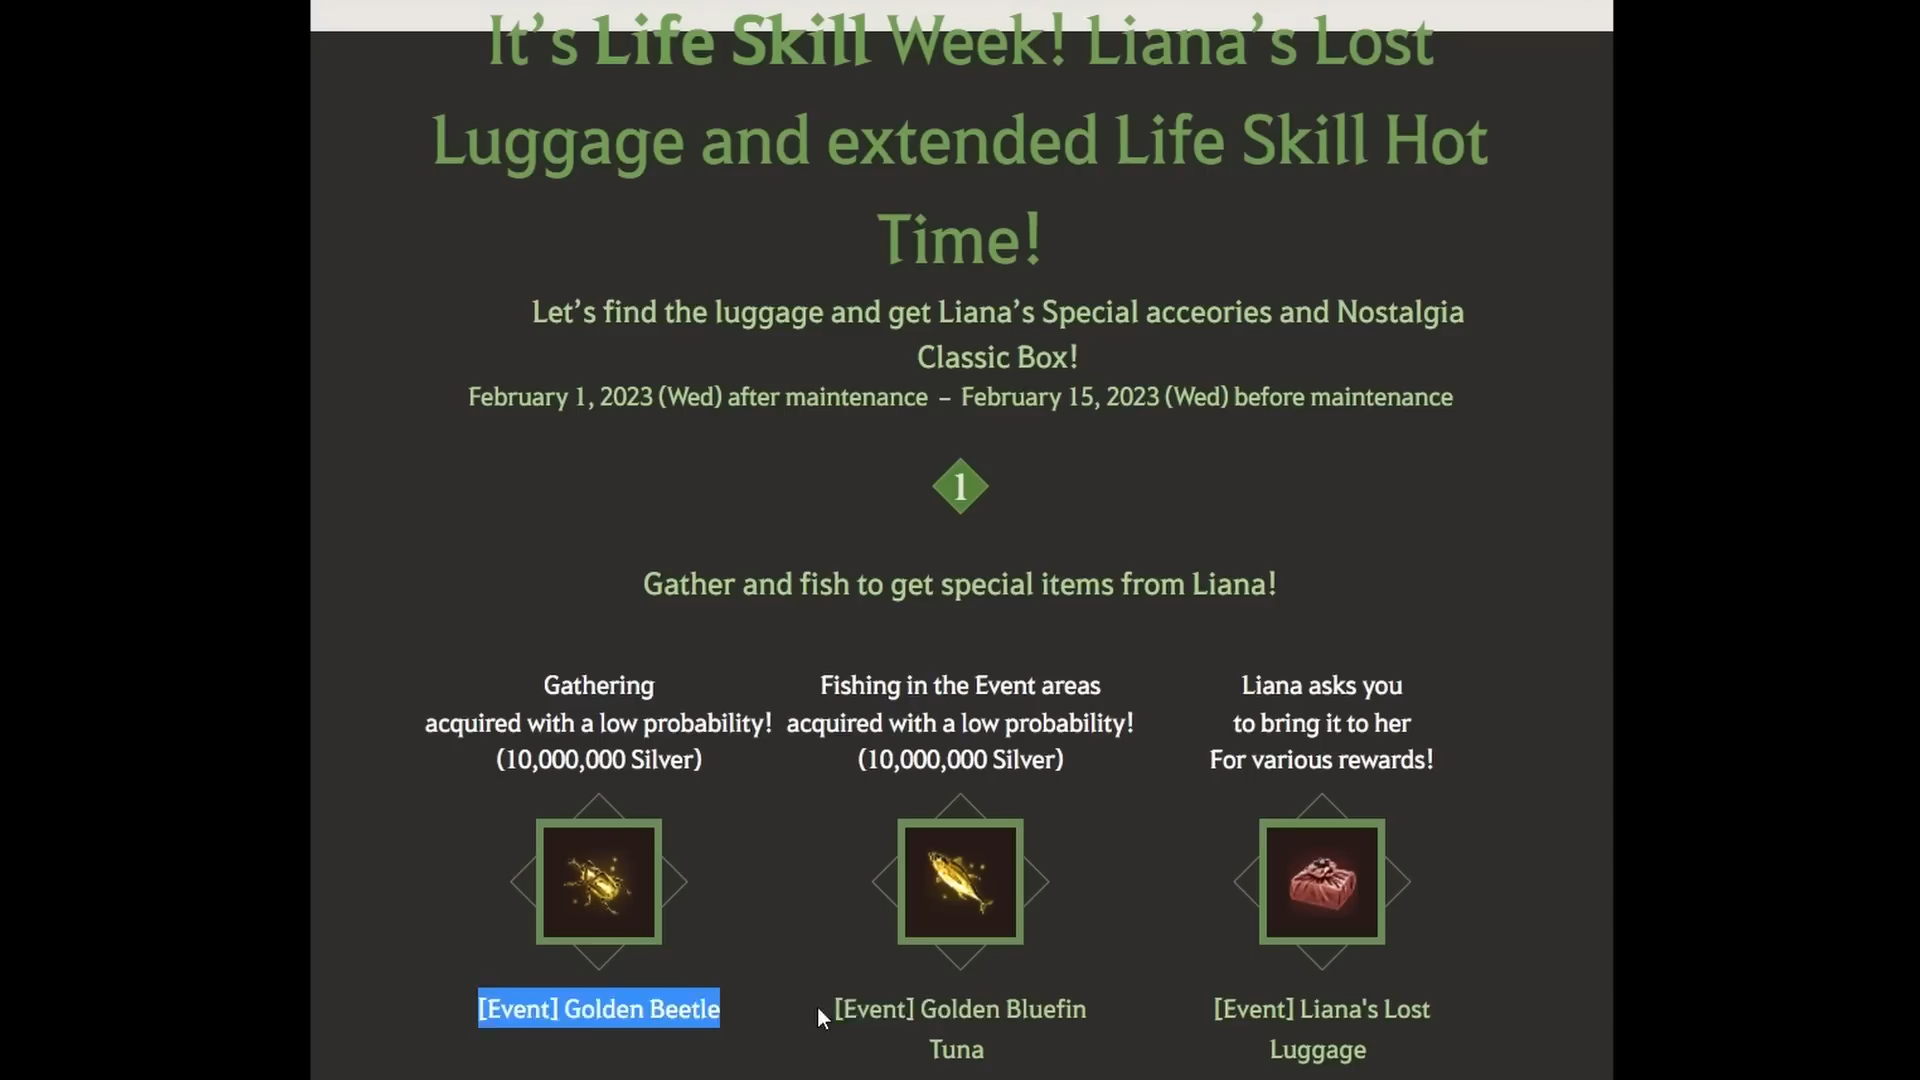 It's Life Skill Week! Liana's Lost
Luggage and extended Life Skill Hot
Time!
Let's find the luggage and get Liana's Special acceories and Nostalgia
Classic Box!
February 1, 2023 (Wed) after maintenance – February 15, 2023 (Wed) before maintenance
1
Gather and fish to get special items from Liana!
Gathering
acquired with a low probability!
(10,000,000 Silver)
Fishing in the Event areas
acquired with a low probability!
(10,000,000 Silver)
Liana asks you
to bring it to her
For various rewards!
[Event] Golden Beetle
[Event] Golden Bluefin
Tuna
[Event] Liana's Lost
Luggage